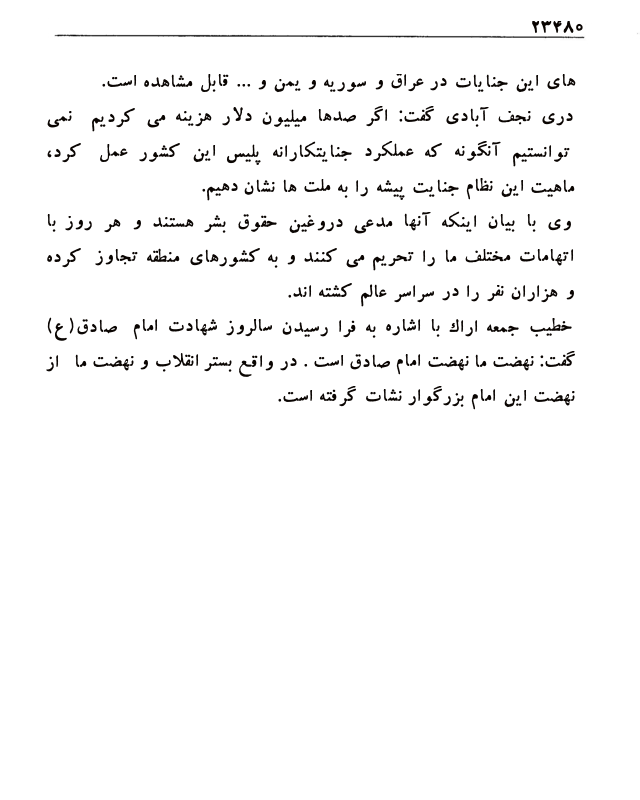 ۲۳۴۸۰
های این جنایات در عراق و سوریه و یمن و ... قابل مشاهده است.
دری نجف آبادی گفت: اگر صدها میلیون دلار هزینه می کردیم نمی
توانستیم آنگونه که عملکرد جنایتکارانه پلیس این کشور عمل کرد،
ماهیت این نظام جنایت پیشه را به ملت ها نشان دهیم.
وی با بیان اینکه آنها مدعی دروغین حقوق بشر هستند و هر روز با
اتهامات مختلف ما را تحریم می کنند و به کشورهای منطقه تجاوز کرده
و هزاران نفر را در سراسر عالم کشته اند.
خطیب جمعه اراك با اشاره به فرا رسیدن سالروز شهادت امام صادق(ع)
گفت: نهضت ما نهضت امام صادق است . در واقع بستر انقلاب و نهضت ما از
نهضت این امام بزرگوار نشات گرفته است.